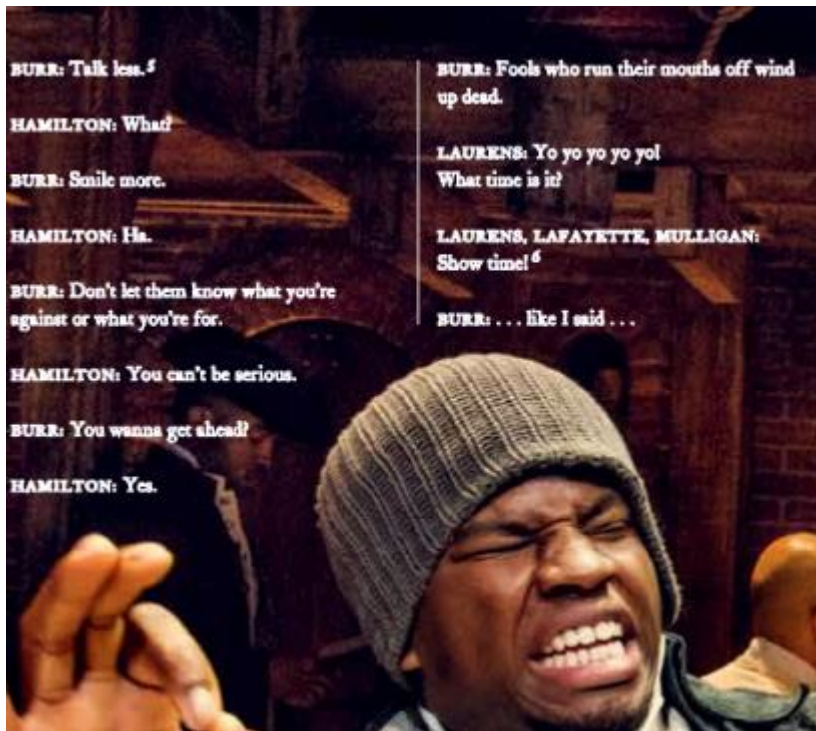 BURR: Talk less.⁵
HAMILTON: What?
BURR: Smile more.
HAMILTON: Ha.
BURR: Don't let them know what you're
against or what you're for.
HAMILTON: You can't be serious.
BURR: You wanna get ahead?
HAMILTON: Yes.
BURR: Fools who run their mouths off wind
up dead.
LAURENS: Yo yo yo yo yo!
What time is it?
LAURENS, LAFAYETTE, MULLIGAN:
Show time!⁶
BURR: . . . like I said . . .